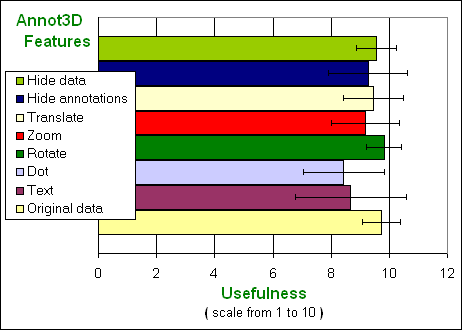 Annot3D
Features
Hide data
Hide annotations
Translate
Zoom
Rotate
Dot
Text
Original data
0 2 4 6 8 10 12
Usefulness
( scale from 1 to 10 )